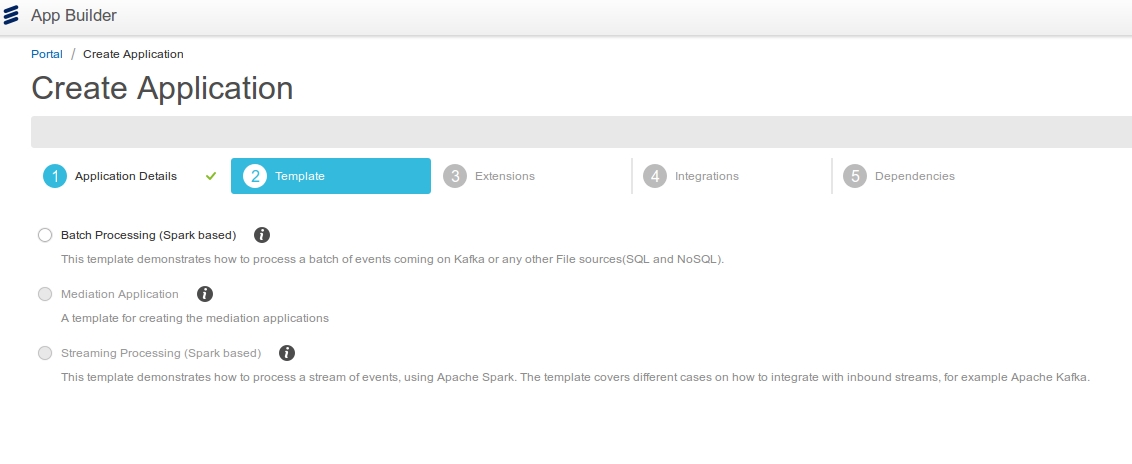 App Builder
Portal / Create Application
Create Application
1 Application Details 2 Template 3 Extensions 4 Integrations 5 Dependencies
Batch Processing (Spark based) i
This template demonstrates how to process a batch of events coming on Kafka or any other File sources(SQL and NoSQL).
Mediation Application i
A template for creating the mediation applications
Streaming Processing (Spark based) i
This template demonstrates how to process a stream of events, using Apache Spark. The template covers different cases on how to integrate with inbound streams, for example Apache Kafka.